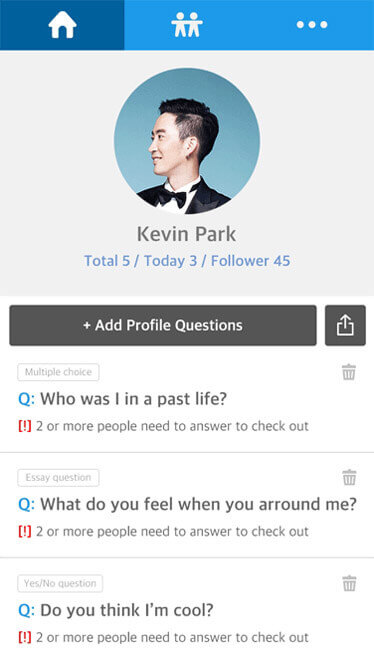 Kevin Park
Total 5 / Today 3 / Follower 45
+ Add Profile Questions
Multiple choice
Q: Who was I in a past life?
[!] 2 or more people need to answer to check out
Essay question
Q: What do you feel when you arround me?
[!] 2 or more people need to answer to check out
Yes/No question
Q: Do you think I'm cool?
[!] 2 or more people need to answer to check out